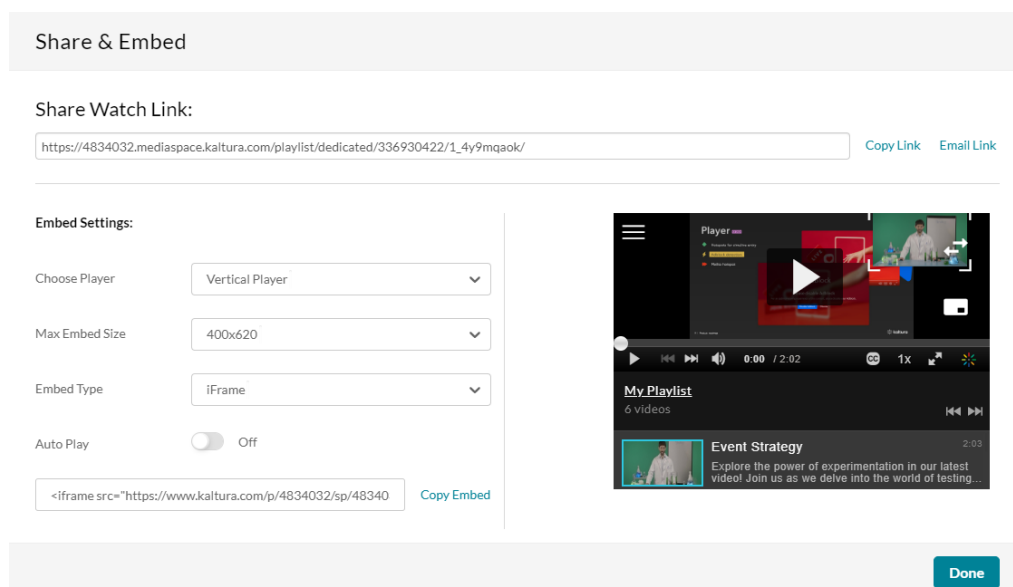 Share & Embed
Share Watch Link:
https://4834032.mediaspace.kaltura.com/playlist/dedicated/336930422/1_4y9mqaok/
Copy Link
Email Link
Embed Settings:
Choose Player
Vertical Player
Max Embed Size
400x620
Embed Type
iFrame
Auto Play
Off
<iframe src="https://www.kaltura.com/p/4834032/sp/48340
Copy Embed
Player
kaltura
0:00 / 2:02
CC
1x
My Playlist
6 videos
Event Strategy
2:03
Explore the power of experimentation in our latest
video! Join us as we delve into the world of testing...
Done